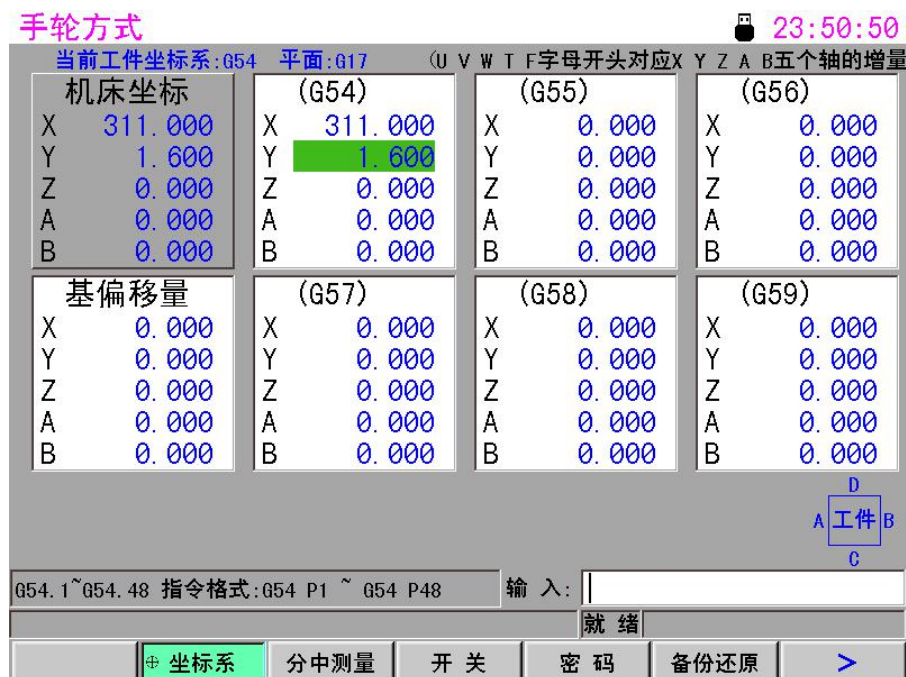 手轮方式 23:50:50
当前工件坐标系:G54 平面:G17 (U V W T F字母开头对应X Y Z A B五个轴的增量
机床坐标 (G54) (G55) (G56)
X 311.000 X 311.000 X 0.000 X 0.000
Y 1.600 Y 1.600 Y 0.000 Y 0.000
Z 0.000 Z 0.000 Z 0.000 Z 0.000
A 0.000 A 0.000 A 0.000 A 0.000
B 0.000 B 0.000 B 0.000 B 0.000
基偏移量 (G57) (G58) (G59)
X 0.000 X 0.000 X 0.000 X 0.000
Y 0.000 Y 0.000 Y 0.000 Y 0.000
Z 0.000 Z 0.000 Z 0.000 Z 0.000
A 0.000 A 0.000 A 0.000 A 0.000
B 0.000 B 0.000 B 0.000 B 0.000
D
A 工件 B
C
G54.1~G54.48 指令格式:G54 P1 ~ G54 P48 输 入:
就 绪
坐标系 分中测量 开 关 密 码 备份还原 >